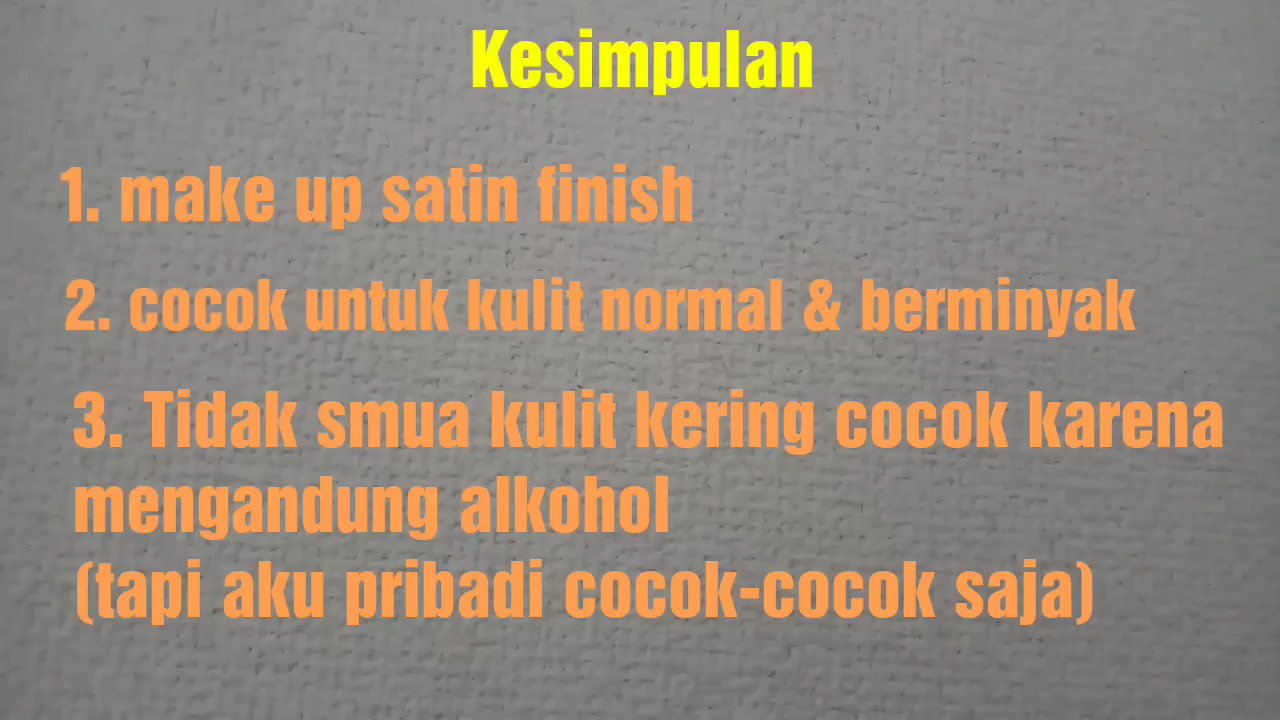 Kesimpulan
1. make up satin finish
2. cocok untuk kulit normal & berminyak
3. Tidak smua kulit kering cocok karena
mengandung alkohol
(tapi aku pribadi cocok-cocok saja)